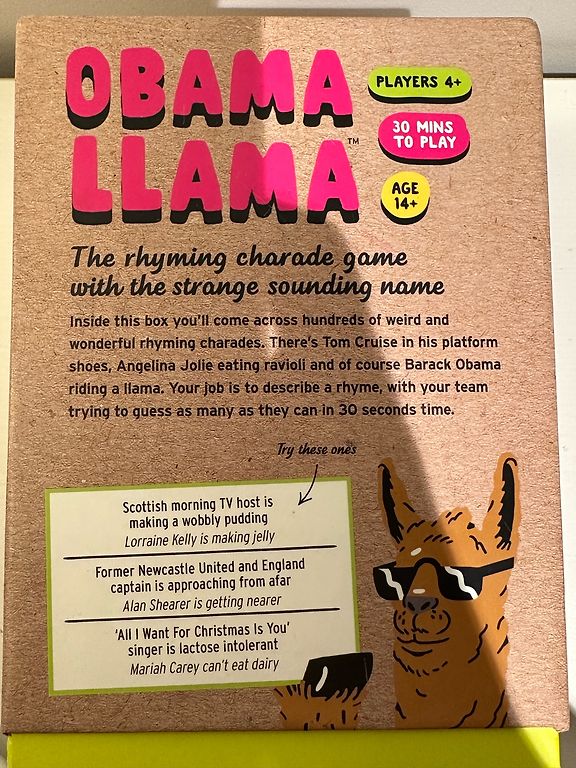 OBAMA
LLAMA™
PLAYERS 4+
30 MINS
TO PLAY
AGE
14+
The rhyming charade game
with the strange sounding name
Inside this box you'll come across hundreds of weird and
wonderful rhyming charades. There's Tom Cruise in his platform
shoes, Angelina Jolie eating ravioli and of course Barack Obama
riding a llama. Your job is to describe a rhyme, with your team
trying to guess as many as they can in 30 seconds time.
Try these ones
Scottish morning TV host is
making a wobbly pudding
Lorraine Kelly is making jelly
Former Newcastle United and England
captain is approaching from afar
Alan Shearer is getting nearer
'All I Want For Christmas Is You'
singer is lactose intolerant
Mariah Carey can't eat dairy